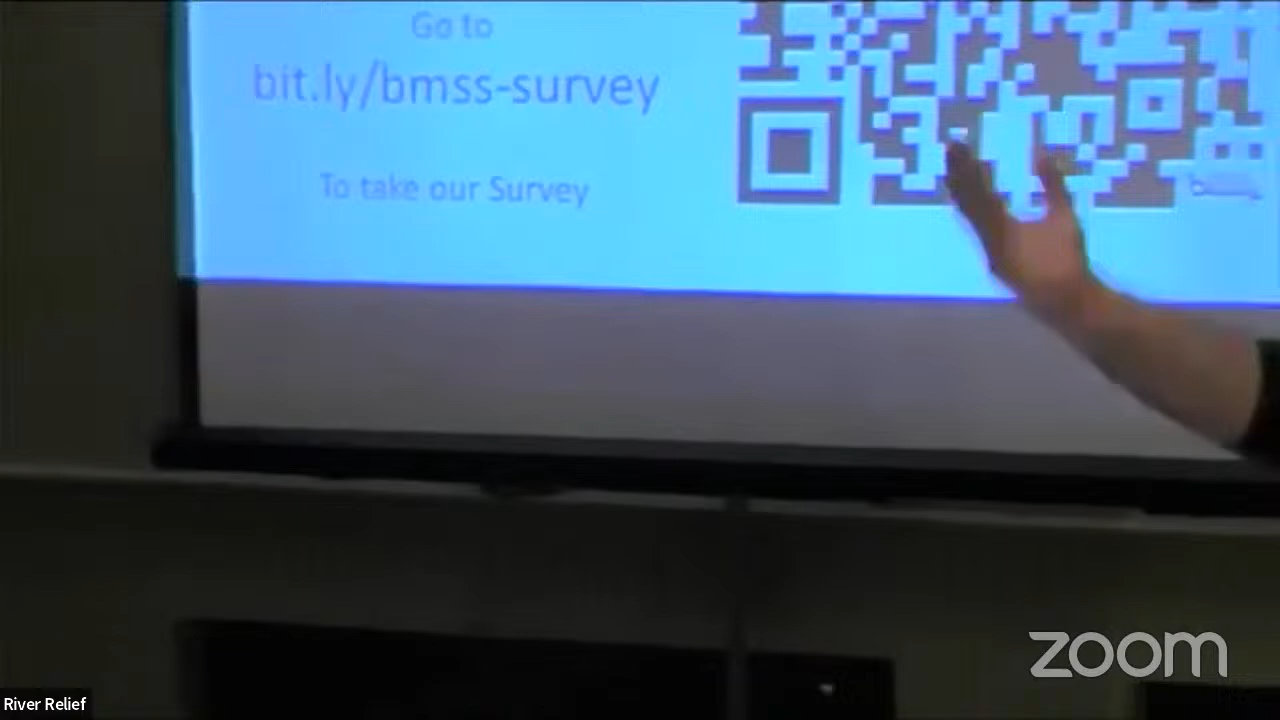 Go to
bit.ly/bmss-survey
To take our Survey
zoom
River Relief